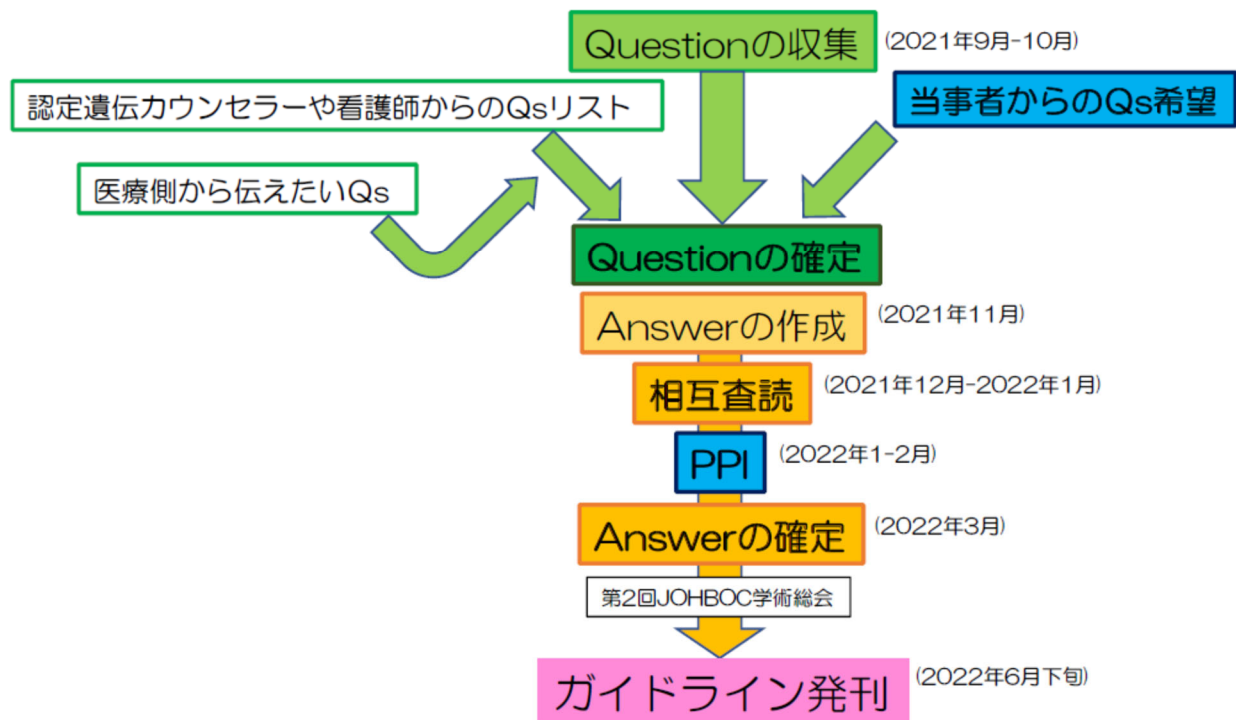 Questionの収集
(2021年9月-10月)
認定遺伝カウンセラーや看護師からのQsリスト
当事者からのQs希望
医療側から伝えたいQs
Questionの確定
Answerの作成
(2021年11月)
相互査読
(2021年12月-2022年1月)
PPI
(2022年1-2月)
Answerの確定
(2022年3月)
第2回JOHBOC学術総会
ガイドライン発刊
(2022年6月下旬)